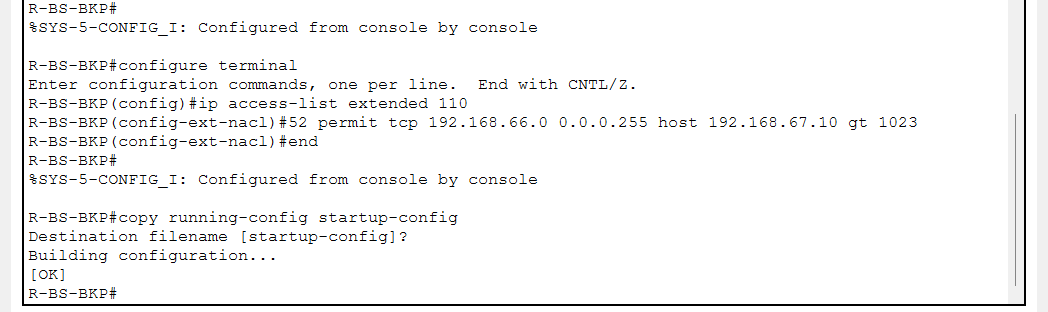 R-BS-BKP#
%SYS-5-CONFIG_I: Configured from console by console
R-BS-BKP#configure terminal
Enter configuration commands, one per line.  End with CNTL/Z.
R-BS-BKP(config)#ip access-list extended 110
R-BS-BKP(config-ext-nacl)#52 permit tcp 192.168.66.0 0.0.0.255 host 192.168.67.10 gt 1023
R-BS-BKP(config-ext-nacl)#end
R-BS-BKP#
%SYS-5-CONFIG_I: Configured from console by console
R-BS-BKP#copy running-config startup-config
Destination filename [startup-config]?
Building configuration...
[OK]
R-BS-BKP#